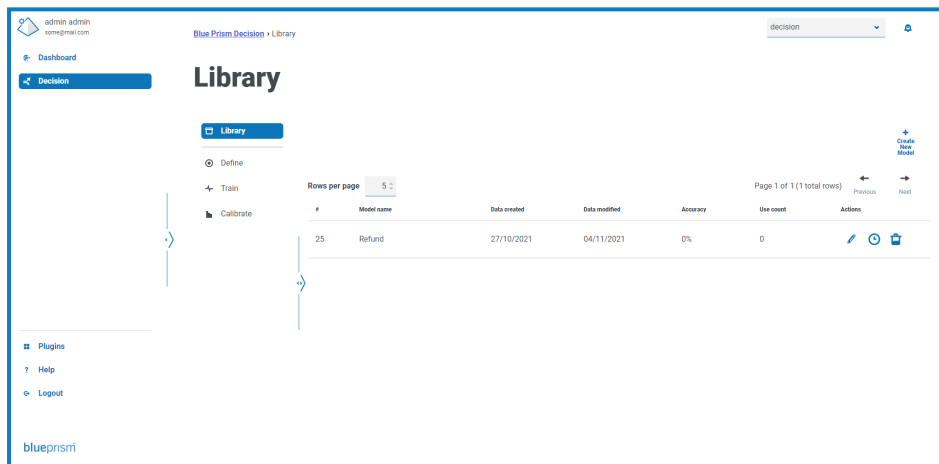 admin admin
some@mail.com
Blue Prism Decision › Library
decision
Dashboard
Decision
Library
Library
Create
New
Model
Define
Train
Calibrate
Rows per page 5
Page 1 of 1 (1 total rows)
Previous
Next
# Model name Data created Data modified Accuracy Use count Actions
25 Refund 27/10/2021 04/11/2021 0% 0
Plugins
? Help
Logout
blueprism